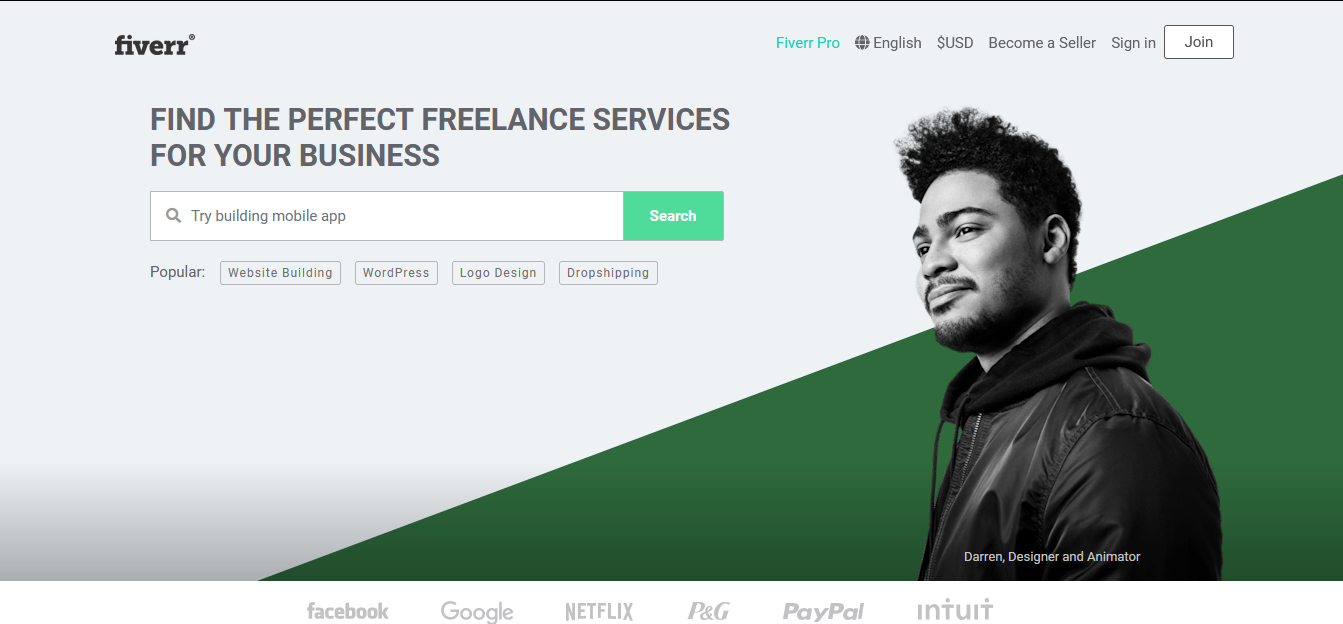 fiverr®
Fiverr Pro English $USD Become a Seller Sign in Join
FIND THE PERFECT FREELANCE SERVICES
FOR YOUR BUSINESS
Try building mobile app Search
Popular: Website Building WordPress Logo Design Dropshipping
Darren, Designer and Animator
facebook Google NETFLIX P&G PayPal intuit